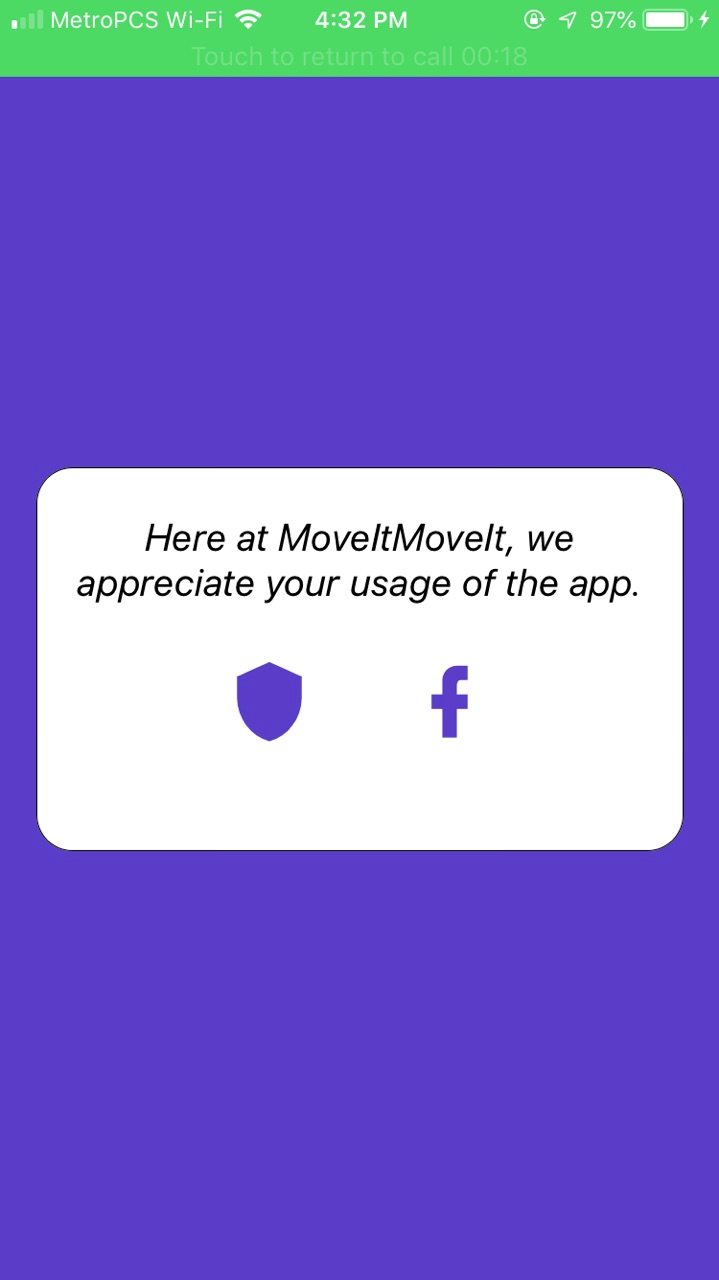 MetroPCS Wi-Fi 4:32 PM 97%
Touch to return to call 00:18
Here at MoveItMoveIt, we
appreciate your usage of the app.